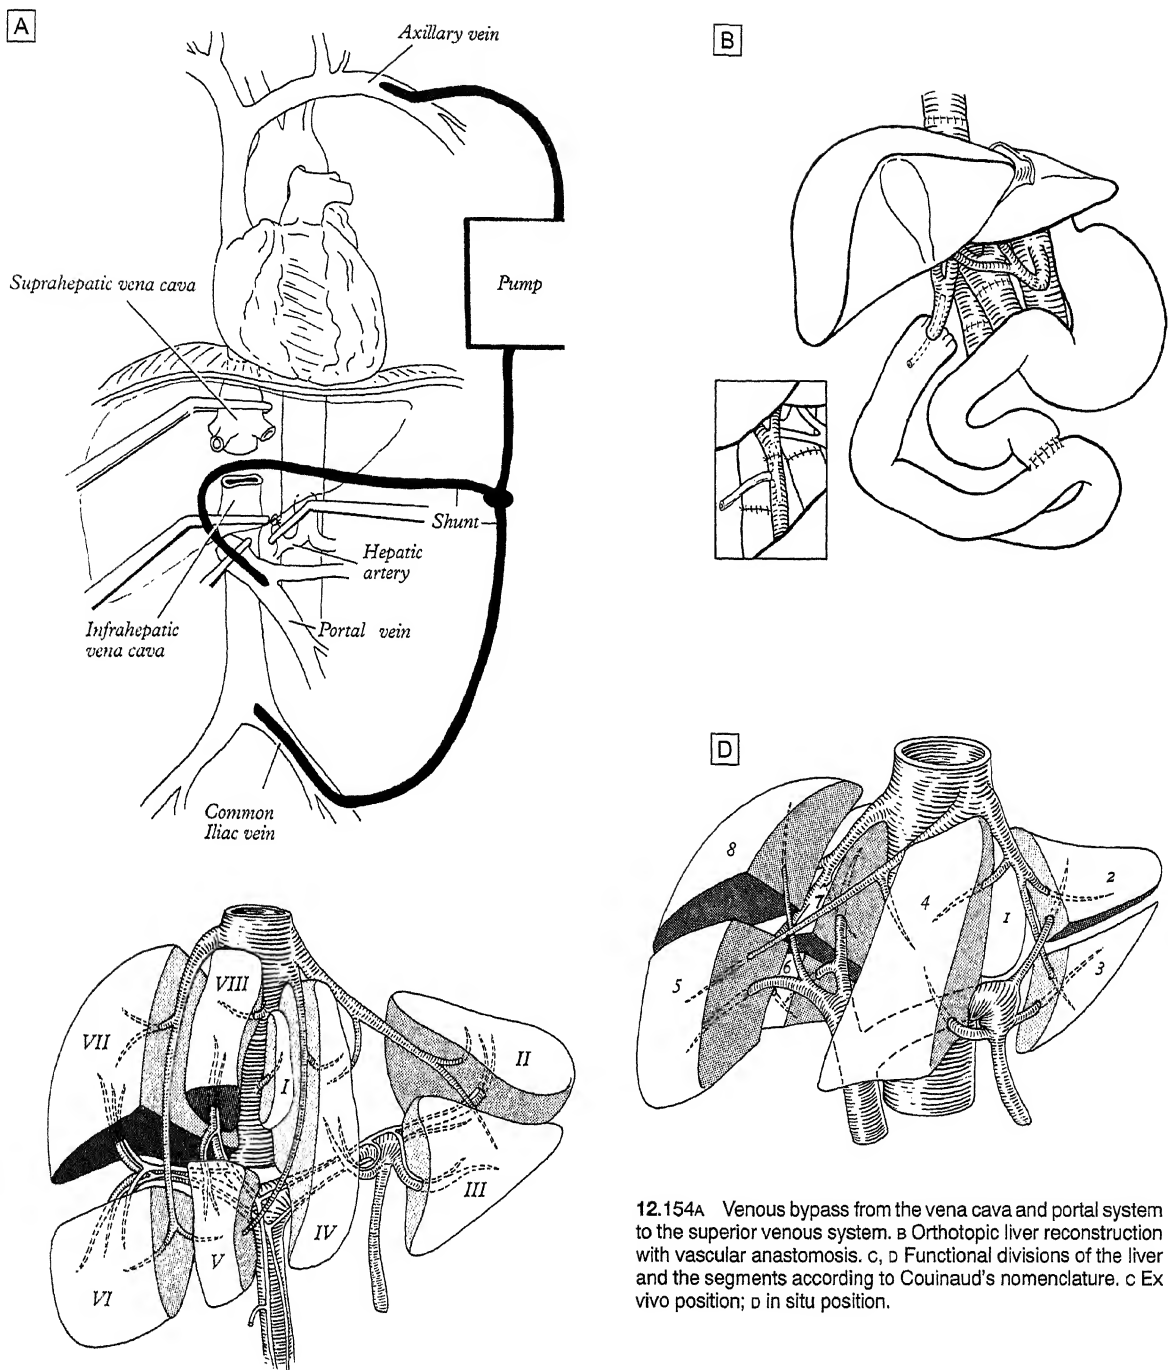 A
Axillary vein
Suprahepatic vena cava
Pump
Shunt
Hepatic
artery
Infrahepatic
vena cava
Portal vein
Common
Iliac vein
B
VIII
VII
I
II
III
IV
V
VI
D
8
7
4
2
1
5
6
3
12.154A Venous bypass from the vena cava and portal system
to the superior venous system. B Orthotopic liver reconstruction
with vascular anastomosis. C, D Functional divisions of the liver
and the segments according to Couinaud's nomenclature. C Ex
vivo position; D in situ position.